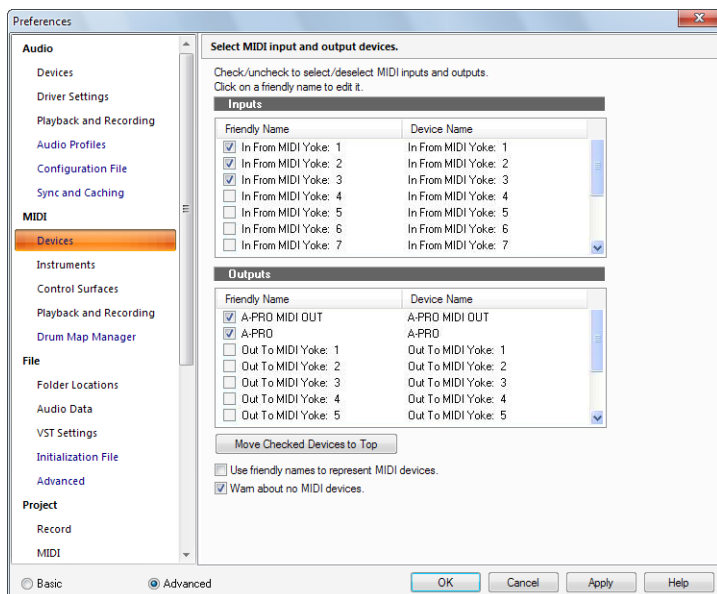 Preferences
Audio
Devices
Driver Settings
Playback and Recording
Audio Profiles
Configuration File
Sync and Caching
MIDI
Devices
Instruments
Control Surfaces
Playback and Recording
Drum Map Manager
File
Folder Locations
Audio Data
VST Settings
Initialization File
Advanced
Project
Record
MIDI
Basic
Advanced
Select MIDI input and output devices.
Check/uncheck to select/deselect MIDI inputs and outputs.
Click on a friendly name to edit it.
Inputs
Friendly Name Device Name
In From MIDI Yoke: 1 In From MIDI Yoke: 1
In From MIDI Yoke: 2 In From MIDI Yoke: 2
In From MIDI Yoke: 3 In From MIDI Yoke: 3
In From MIDI Yoke: 4 In From MIDI Yoke: 4
In From MIDI Yoke: 5 In From MIDI Yoke: 5
In From MIDI Yoke: 6 In From MIDI Yoke: 6
In From MIDI Yoke: 7 In From MIDI Yoke: 7
Outputs
Friendly Name Device Name
A-PRO MIDI OUT A-PRO MIDI OUT
A-PRO A-PRO
Out To MIDI Yoke: 1 Out To MIDI Yoke: 1
Out To MIDI Yoke: 2 Out To MIDI Yoke: 2
Out To MIDI Yoke: 3 Out To MIDI Yoke: 3
Out To MIDI Yoke: 4 Out To MIDI Yoke: 4
Out To MIDI Yoke: 5 Out To MIDI Yoke: 5
Move Checked Devices to Top
Use friendly names to represent MIDI devices.
Warn about no MIDI devices.
OK Cancel Apply Help